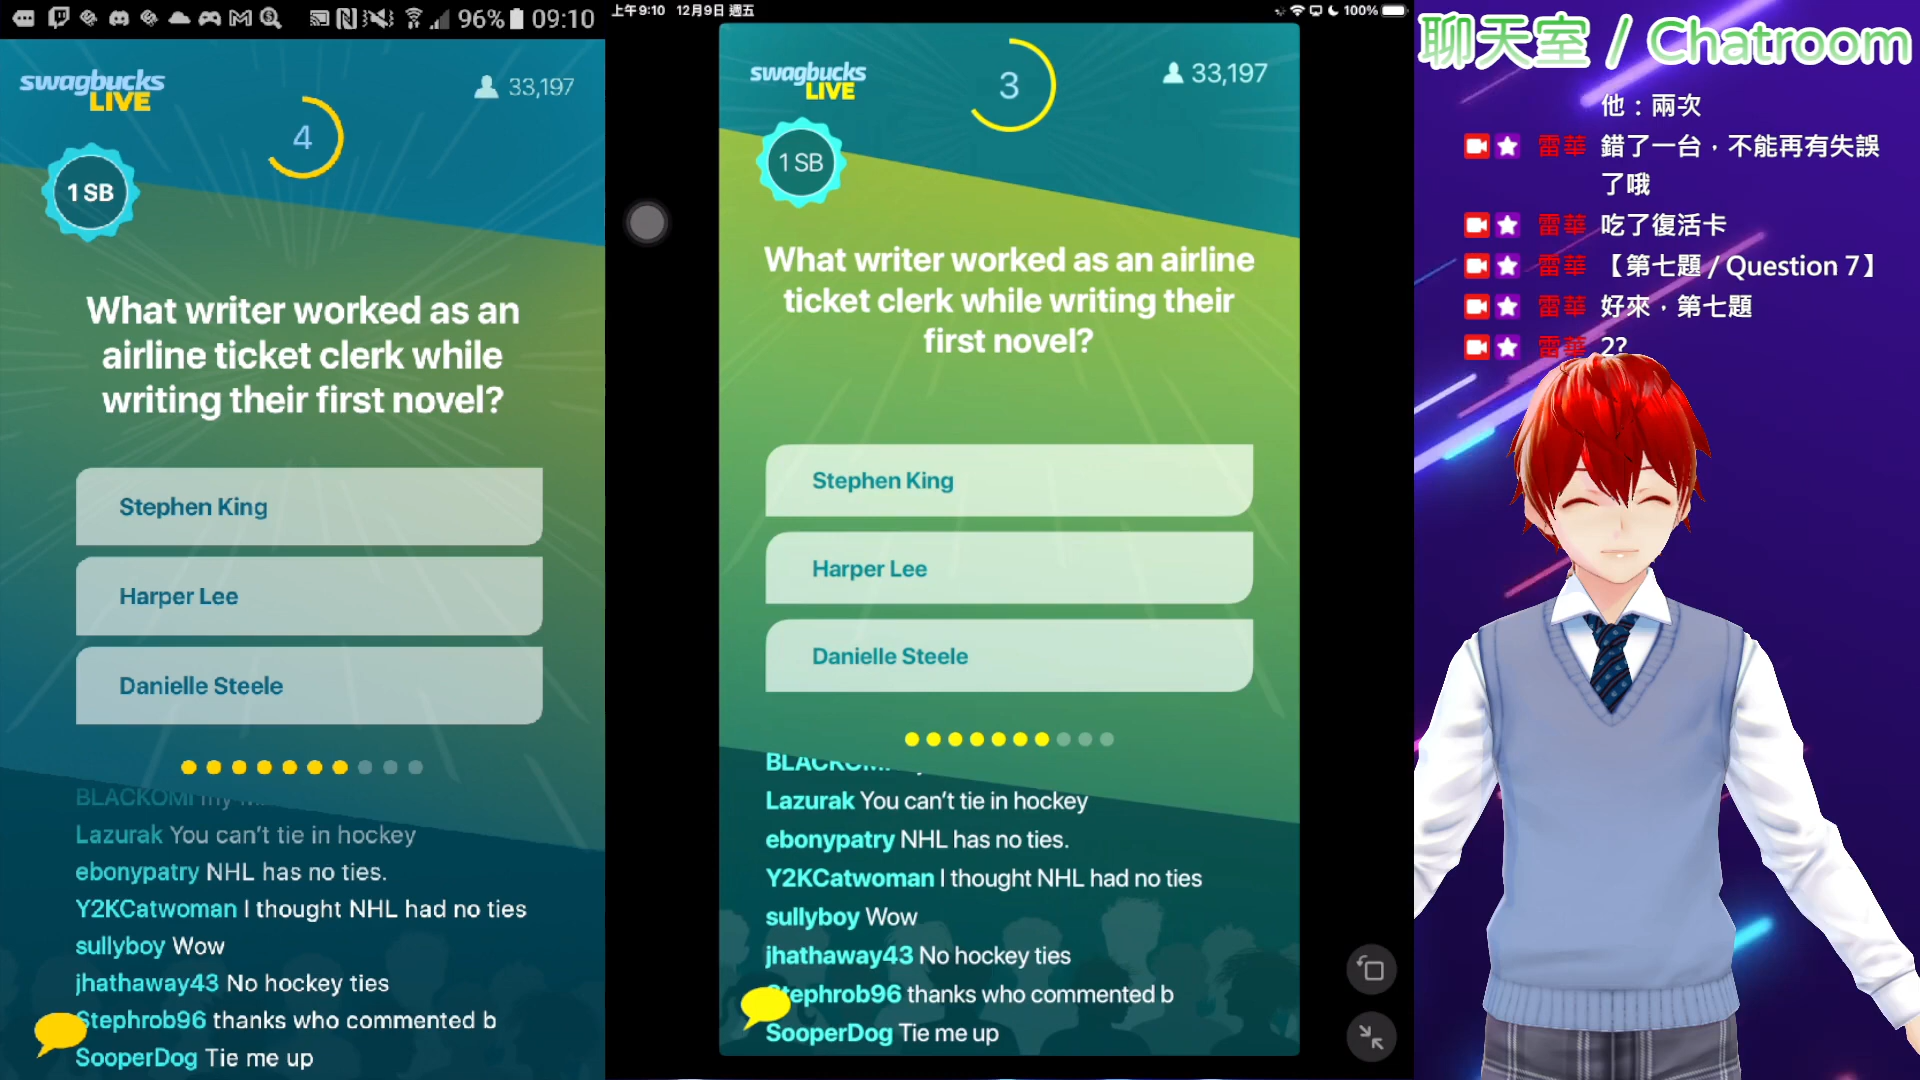 96% 09:10
swagbucks
LIVE
33,197
4
1 SB
What writer worked as an
airline ticket clerk while
writing their first novel?
Stephen King
Harper Lee
Danielle Steele
BLACKOMI my
Lazurak You can't tie in hockey
ebonypatry NHL has no ties.
Y2KCatwoman I thought NHL had no ties
sullyboy Wow
jhathaway43 No hockey ties
Stephrob96 thanks who commented b
SooperDog Tie me up
上午9:10 12月9日 週五
100%
swagbucks
LIVE
3
33,197
1 SB
What writer worked as an airline
ticket clerk while writing their
first novel?
Stephen King
Harper Lee
Danielle Steele
Lazurak You can't tie in hockey
ebonypatry NHL has no ties.
Y2KCatwoman I thought NHL had no ties
sullyboy Wow
jhathaway43 No hockey ties
Stephrob96 thanks who commented b
SooperDog Tie me up
聊天室 / Chatroom
他：兩次
雷華 錯了一台，不能再有失誤
了哦
雷華 吃了復活卡
雷華 【第七題 / Question 7】
雷華 好來，第七題
雷華 2?